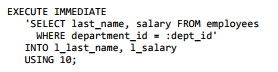 EXECUTE IMMEDIATE
'SELECT last_name, salary FROM employees
WHERE department_id = :dept_id'
INTO l_last_name, l_salary
USING 10;